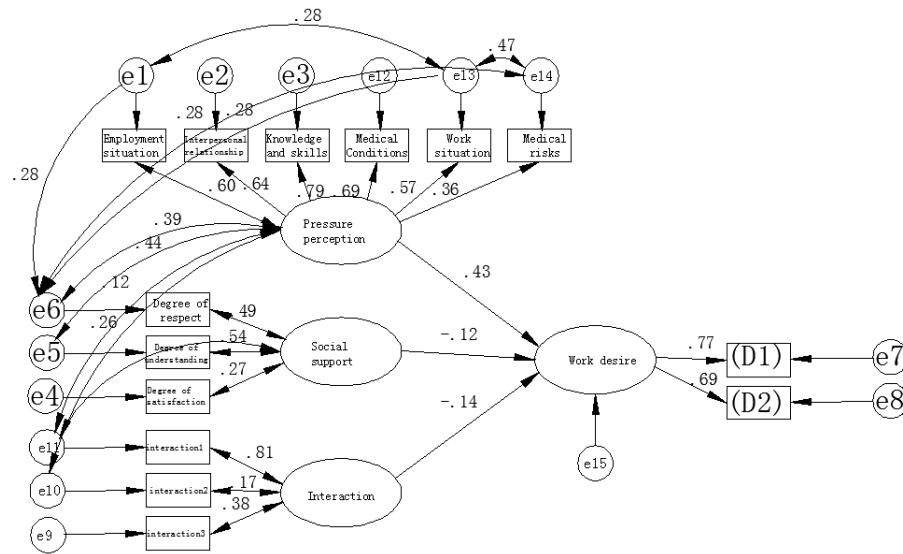 .28
.47
e1
e2
e3
e12
e13
e14
.28
.28
Employment
situation
Interpersonal
relationship
Knowledge
and skills
Medical
Conditions
Work
situation
Medical
risks
.28
.60
.64
.79
.69
.57
.36
Pressure
perception
.39
.44
.12
.26
.43
e6
Degree of
respect
.49
e5
Degree of
understanding
.54
Social
support
-.12
Work desire
.77
(D1)
e7
e4
Degree of
satisfaction
.27
.69
(D2)
e8
-.14
e11
interaction1
.81
e15
e10
interaction2
.17
Interaction
e9
interaction3
.38